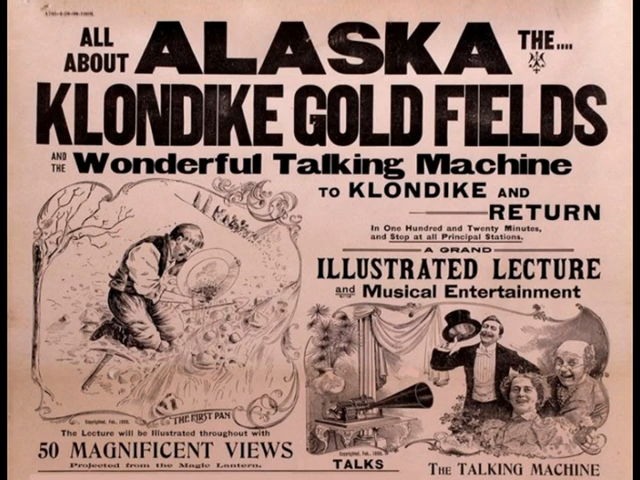 ALL ABOUT ALASKA THE....
KLONDIKE GOLD FIELDS
AND THE Wonderful Talking Machine
TO KLONDIKE AND
RETURN
In One Hundred and Twenty Minutes,
and Stop at all Principal Stations.
A GRAND
ILLUSTRATED LECTURE
and Musical Entertainment
THE FIRST PAN
The Lecture will be Illustrated throughout with
50 MAGNIFICENT VIEWS
Projected from the Magic Lantern.
TALKS
THE TALKING MACHINE